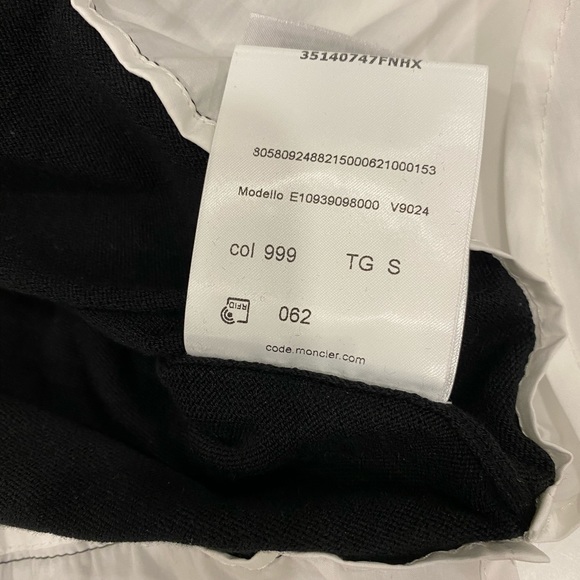 35140747FNHX
8058092488215000621000153
Modello E10939098000 V9024
col 999 TG S
RFID 062
code.moncler.com